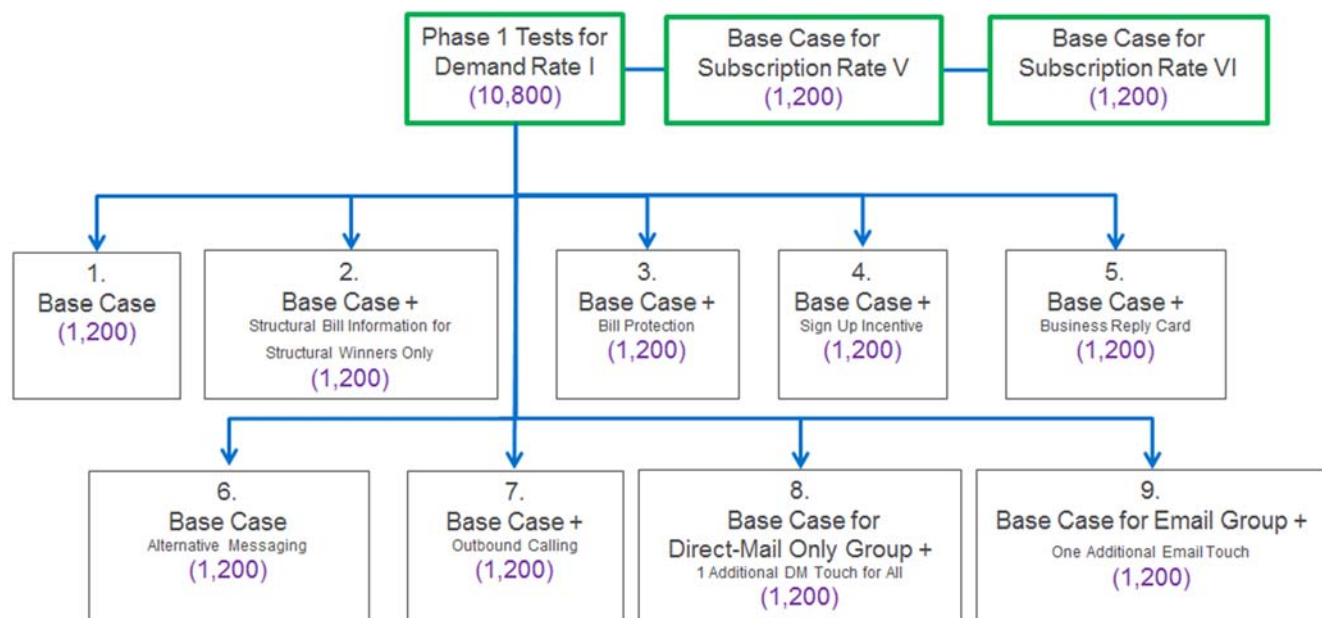 Phase 1 Tests for
Demand Rate I
(10,800)
Base Case for
Subscription Rate V
(1,200)
Base Case for
Subscription Rate VI
(1,200)
1.
Base Case
(1,200)
2.
Base Case +
Structural Bill Information for
Structural Winners Only
(1,200)
3.
Base Case +
Bill Protection
(1,200)
4.
Base Case +
Sign Up Incentive
(1,200)
5.
Base Case +
Business Reply Card
(1,200)
6.
Base Case
Alternative Messaging
(1,200)
7.
Base Case +
Outbound Calling
(1,200)
8.
Base Case for
Direct-Mail Only Group +
1 Additional DM Touch for All
(1,200)
9.
Base Case for Email Group +
One Additional Email Touch
(1,200)